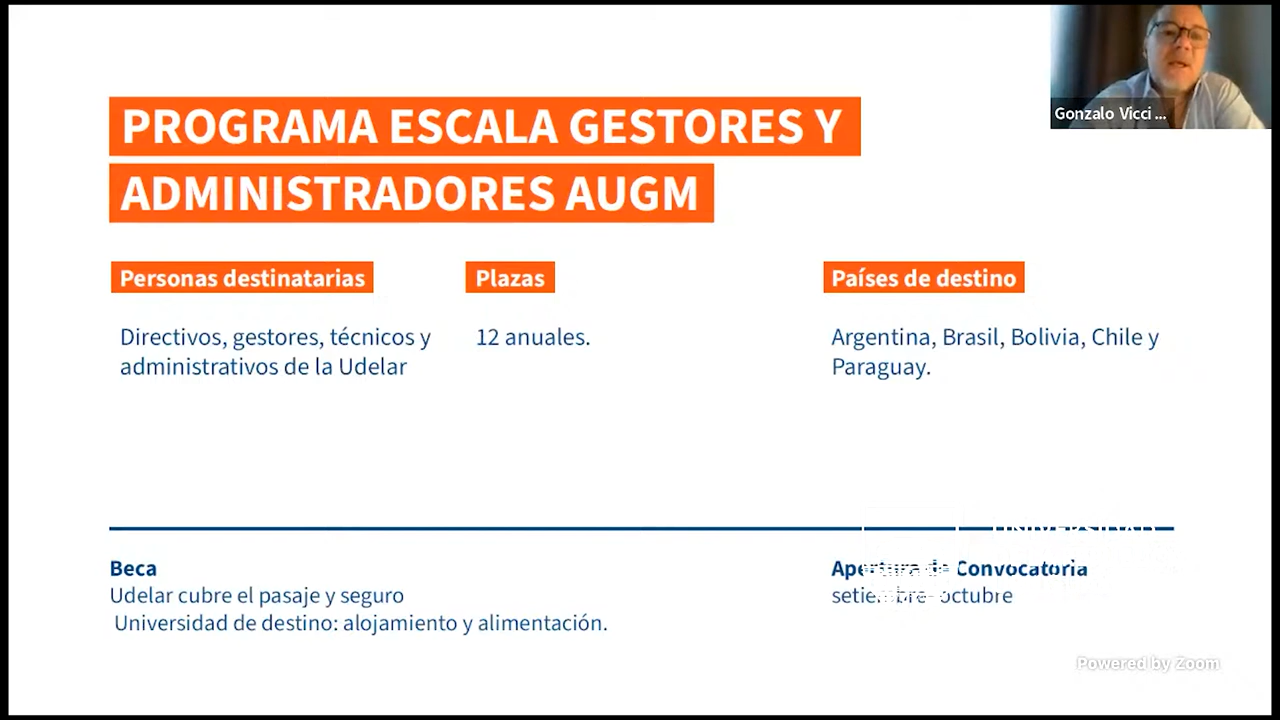 PROGRAMA ESCALA GESTORES Y
ADMINISTRADORES AUGM
Gonzalo Vicci ...
Personas destinatarias
Directivos, gestores, técnicos y
administrativos de la Udelar
Plazas
12 anuales.
Países de destino
Argentina, Brasil, Bolivia, Chile y
Paraguay.
Beca
Udelar cubre el pasaje y seguro
Universidad de destino: alojamiento y alimentación.
Apertura de Convocatoria
octubre
UNIVERSIDAD
Powered by Zoom